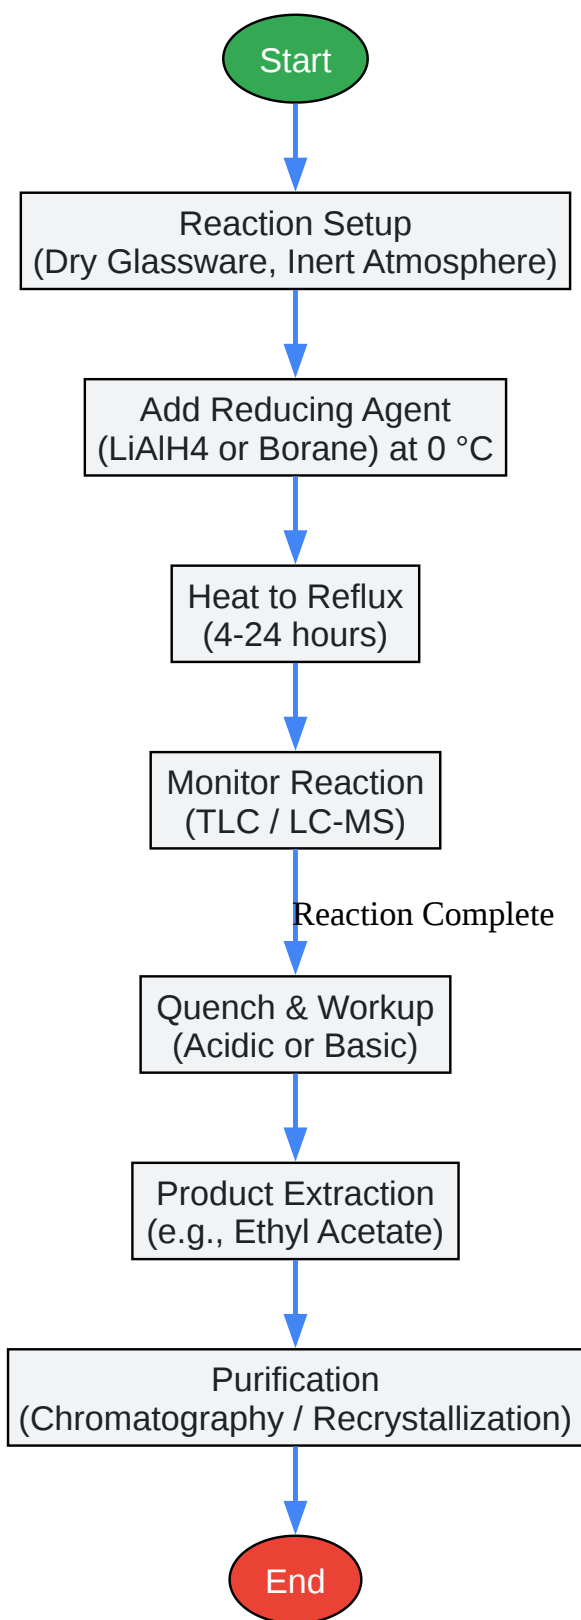 Start
Reaction Setup
(Dry Glassware, Inert Atmosphere)
Add Reducing Agent
(LiAlH4 or Borane) at 0 °C
Heat to Reflux
(4-24 hours)
Monitor Reaction
(TLC / LC-MS)
Reaction Complete
Quench & Workup
(Acidic or Basic)
Product Extraction
(e.g., Ethyl Acetate)
Purification
(Chromatography / Recrystallization)
End